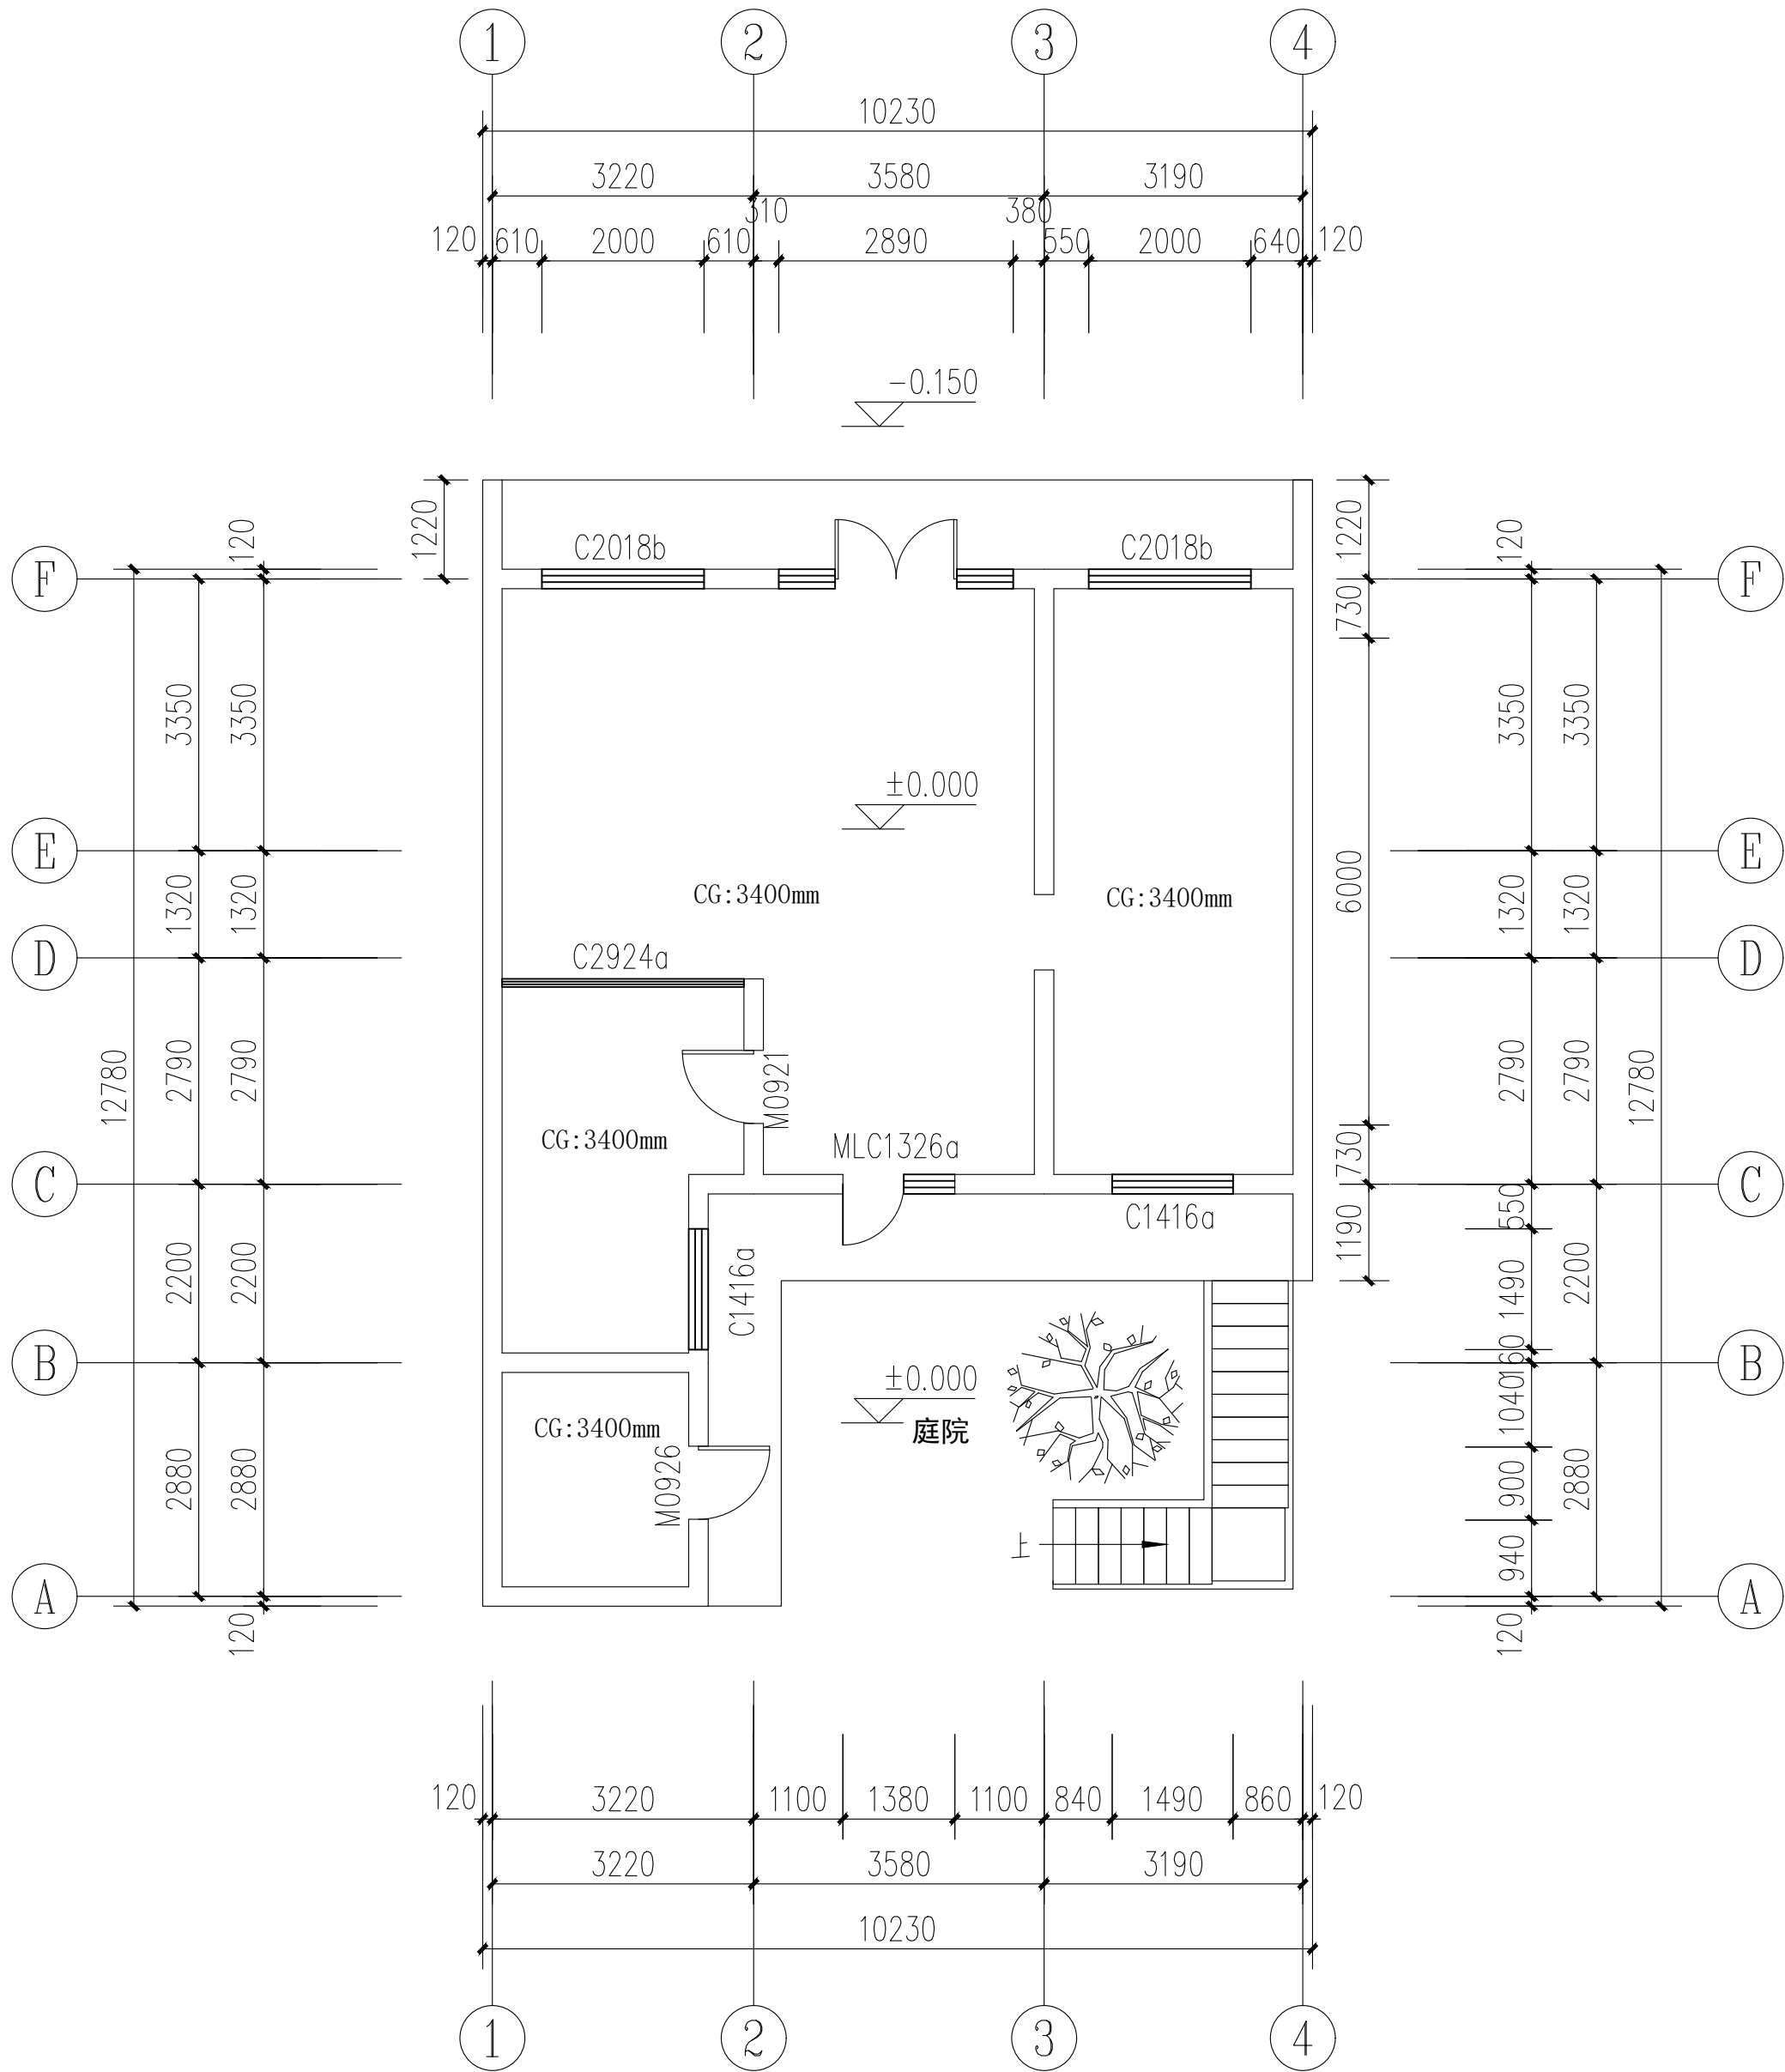 1 2 3 4
10230
3220 3580 3190
310 380
120 610 2000 610 2890 550 2000 640 120
-0.150
1220 1220
120 120
C2018b C2018b
F F
730
3350 3350 3350 3350
±0.000
E E
6000
CG:3400mm CG:3400mm
1320 1320 1320 1320
C2924a
D D
12780 2790 2790 2790 2790 12780
M0921
CG:3400mm
MLC1326a
730
C C
C1416a
550
1190
C1416a
2200 2200 1490 2200
160
B B
±0.000
庭院
1040
CG:3400mm
M0926
2880 2880 900 2880
上
940
A A
120 120
120 3220 1100 1380 1100 840 1490 860 120
3220 3580 3190
10230
1 2 3 4